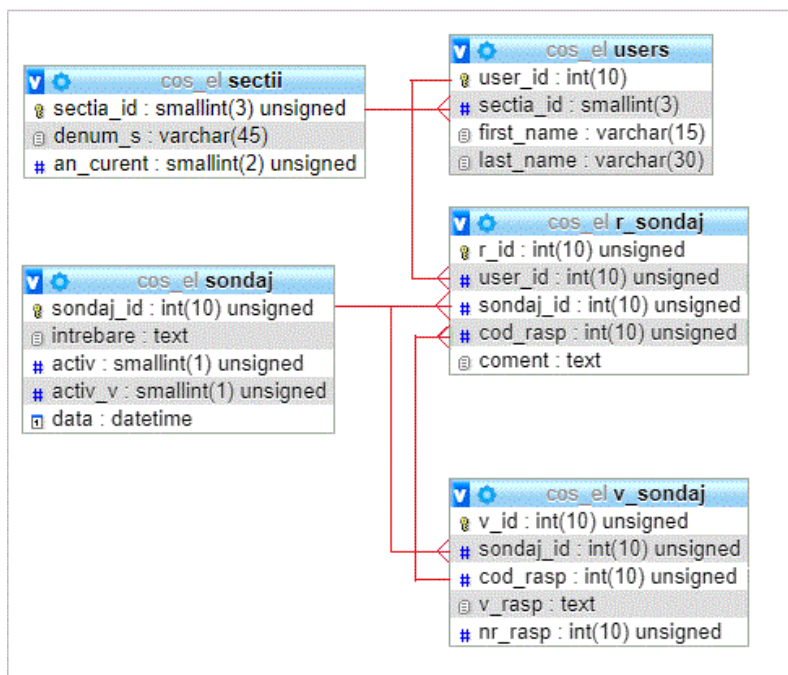 cos_el sectii
sectia_id : smallint(3) unsigned
denum_s : varchar(45)
# an_curent : smallint(2) unsigned
cos_el users
user_id : int(10)
# sectia_id : smallint(3)
first_name : varchar(15)
last_name : varchar(30)
cos_el sondaj
sondaj_id : int(10) unsigned
intrebare : text
# activ : smallint(1) unsigned
# activ_v : smallint(1) unsigned
data : datetime
cos_el r_sondaj
r_id : int(10) unsigned
# user_id : int(10) unsigned
# sondaj_id : int(10) unsigned
# cod_rasp : int(10) unsigned
coment : text
cos_el v_sondaj
v_id : int(10) unsigned
# sondaj_id : int(10) unsigned
# cod_rasp : int(10) unsigned
v_rasp : text
# nr_rasp : int(10) unsigned